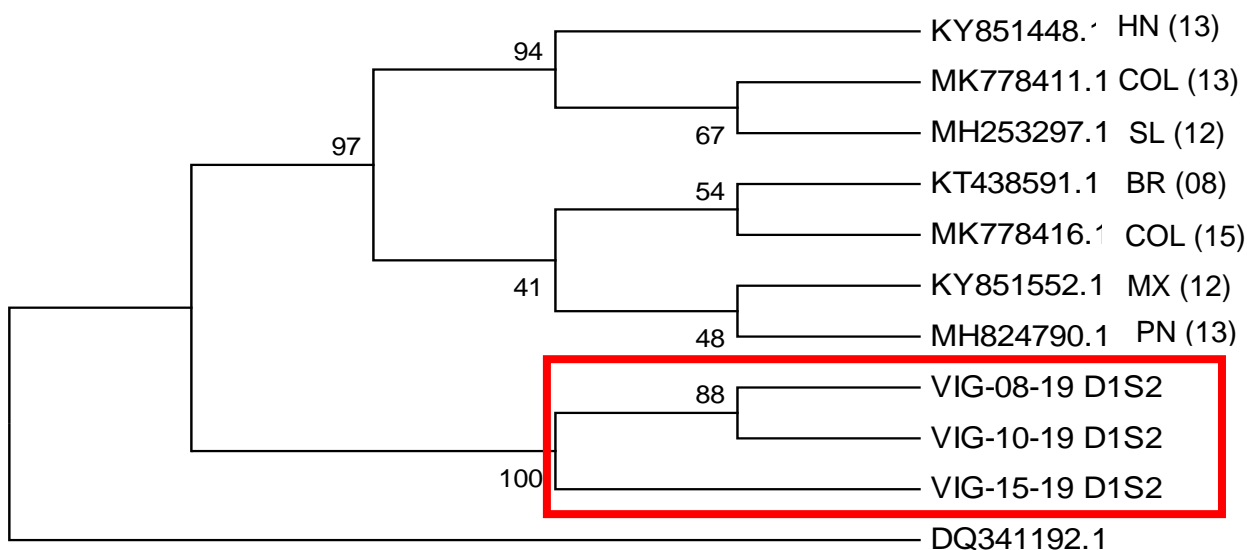 94
97
67
54
41
48
88
100
KY851448.1 HN (13)
MK778411.1 COL (13)
MH253297.1 SL (12)
KT438591.1 BR (08)
MK778416.1 COL (15)
KY851552.1 MX (12)
MH824790.1 PN (13)
VIG-08-19 D1S2
VIG-10-19 D1S2
VIG-15-19 D1S2
DQ341192.1